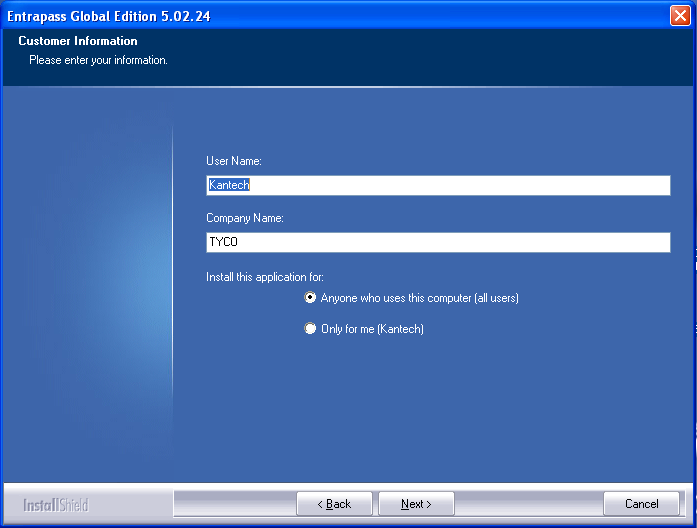 Entrapass Global Edition 5.02.24
Customer Information
Please enter your information.
User Name:
Kantech
Company Name:
TYCO
Install this application for:
Anyone who uses this computer (all users)
Only for me (Kantech)
InstallShield
< Back
Next >
Cancel